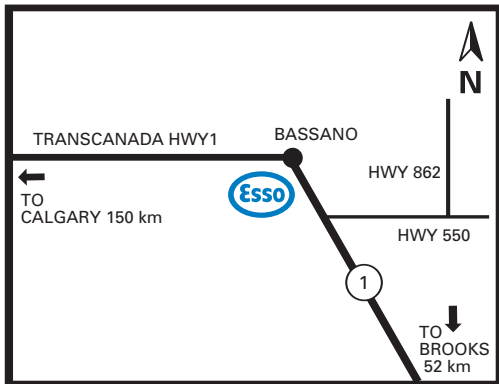 N
TRANSCANADA HWY1
BASSANO
HWY 862
Esso
TO
CALGARY 150 km
HWY 550
1
TO
BROOKS
52 km